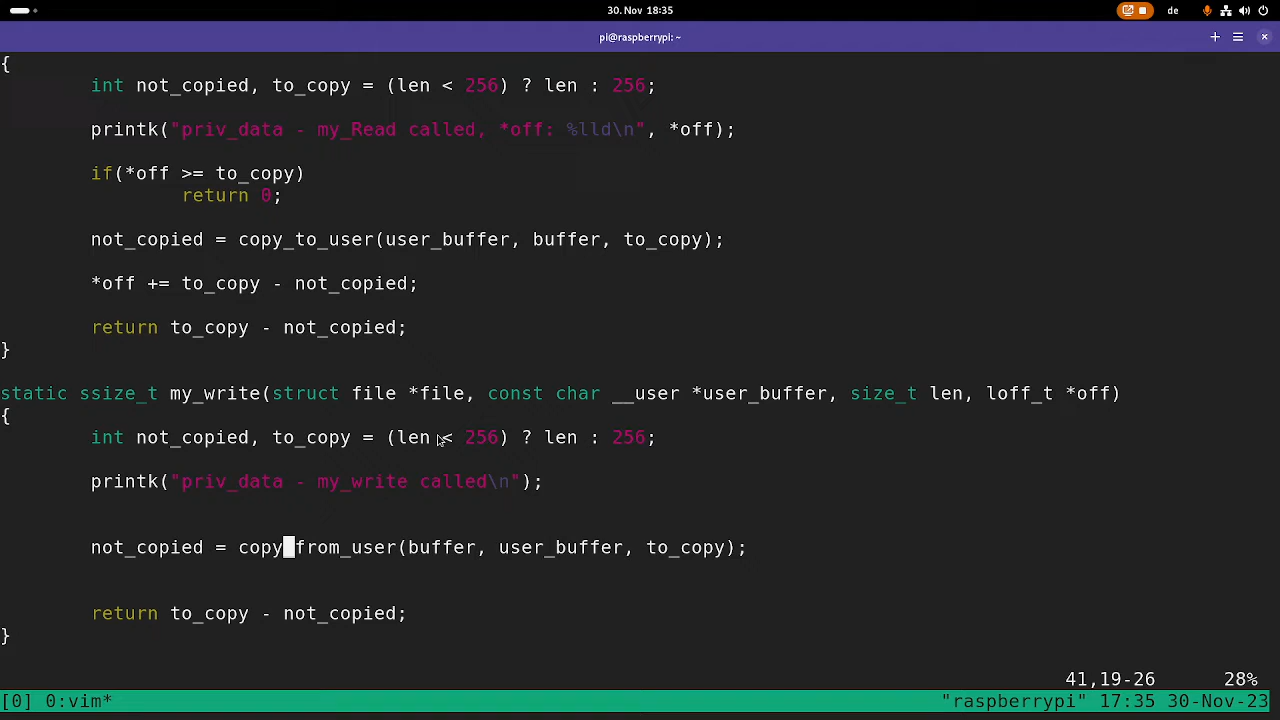 30. Nov 18:35
de
pi@raspberrypi: ~
{
int not_copied, to_copy = (len < 256) ? len : 256;
printk("priv_data - my_Read called, *off: %lld\n", *off);
if(*off >= to_copy)
return 0;
not_copied = copy_to_user(user_buffer, buffer, to_copy);
*off += to_copy - not_copied;
return to_copy - not_copied;
}
static ssize_t my_write(struct file *file, const char __user *user_buffer, size_t len, loff_t *off)
{
int not_copied, to_copy = (len < 256) ? len : 256;
printk("priv_data - my_write called\n");
not_copied = copy_from_user(buffer, user_buffer, to_copy);
return to_copy - not_copied;
}
41,19-26 28%
[0] 0:vim* "raspberrypi" 17:35 30-Nov-23